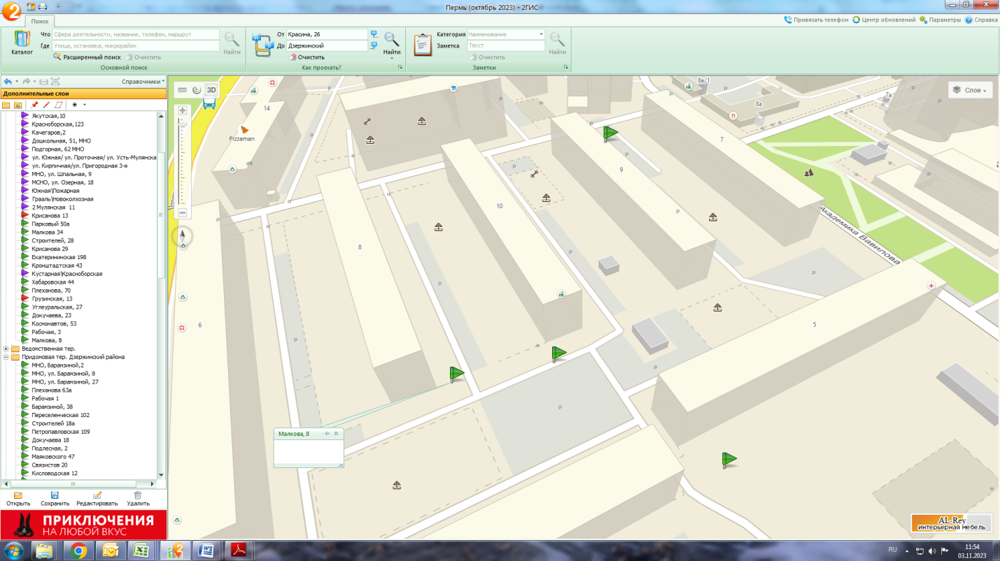 Пермь (октябрь 2023) - 2ГИС
Поиск
Привязать телефон
Центр обновлений
Параметры
Справка
Каталог
Что
Сфера деятельности, название, телефон, маршрут
Где
Улица, остановка, микрорайон
Расширенный поиск
Очистить
Найти
Основной поиск
От
Красина, 26
До
Дзержинский
Очистить
Найти
Как проехать?
Категория
Наименование
Заметка
Текст
Очистить
Найти
Заметки
Справочники
Дополнительные слои
Якутская,10
Красноборская,123
Качегаров,2
Дошкольная, 51, МНО
Подгорная, 62 МНО
ул. Южная/ ул. Проточная/ ул. Усть-Мулянска
ул. Кирпичная/ул. Пригородная 3-я
МНО, ул. Шпальная, 9
МСНО, ул. Озерная, 18
Южная\Пожарная
Грааль\Новоколхозная
2 Мулянская 11
Крисанова 13
Парковый 50а
Малкова 34
Строителей, 28
Крисанова 29
Екатерининская 198
Кронштадтская 43
Кустарная\Красноборская
Хабаровская 44
Плеханова, 70
Грузинская, 13
Углеуральская, 27
Докучаева, 23
Космонавтов, 53
Рабочая, 3
Малкова, 8
Ведомственная тер.
Придомовая тер. Дзержинский района
МНО, Барамзиной,2
МНО, ул. Барамзиной, 8
МНО, ул. Барамзиной, 27
Плеханова 63а
Рабочая 1
Барамзиной, 38
Переселенческая 102
Строителей 18а
Петропавловская 109
Докучаева 18
Подлесная, 2
Маяковского 47
Связистов 20
Кисловодская 12
Открыть
Сохранить
Редактировать
Удалить
ПРИКЛЮЧЕНИЯ
НА ЛЮБОЙ ВКУС
3D
Слои
14
Pizzaman
8в/1
8а
7а
7
9
10
8
6
5
Академика Вавилова
Малкова, 8
AL-Rey
интерьерная мебель
RU
11:54
03.11.2023